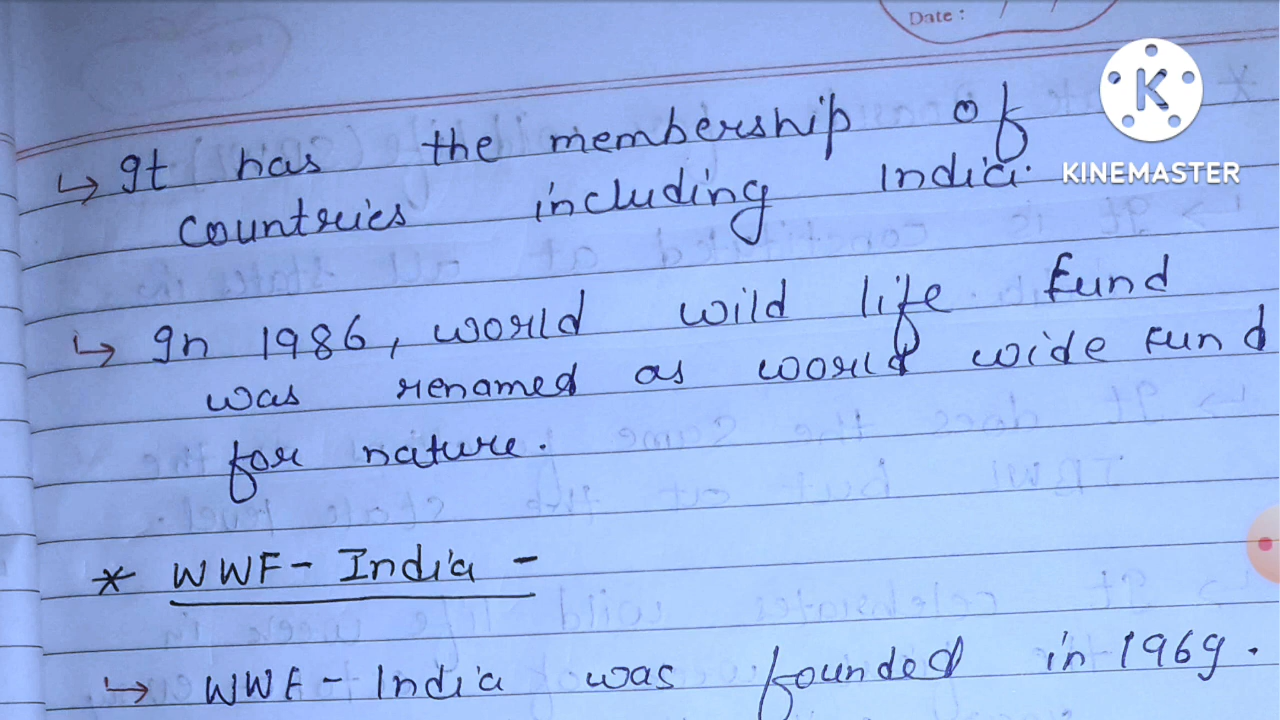 Date : / /
KINEMASTER
↳ It has the membership of
countries including India.
↳ In 1986, world wild life Fund
was renamed as world wide Fund
for nature.
* WWF - India -
↳ WWF - India was founded in 1969.